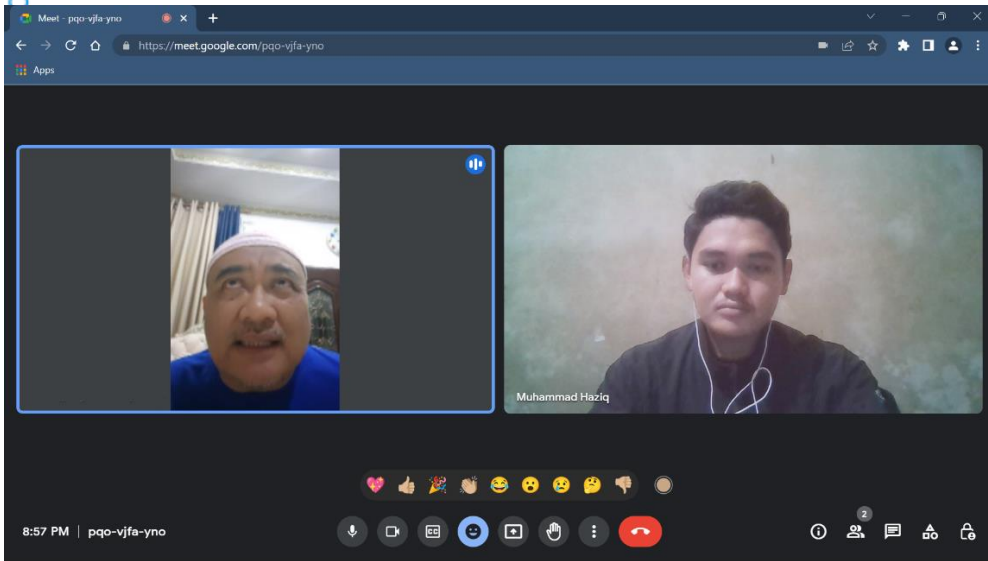 Meet - pqo-vjfa-yno
https://meet.google.com/pqo-vjfa-yno
Apps
Muhammad Haziq
2
8:57 PM | pqo-vjfa-yno
CC